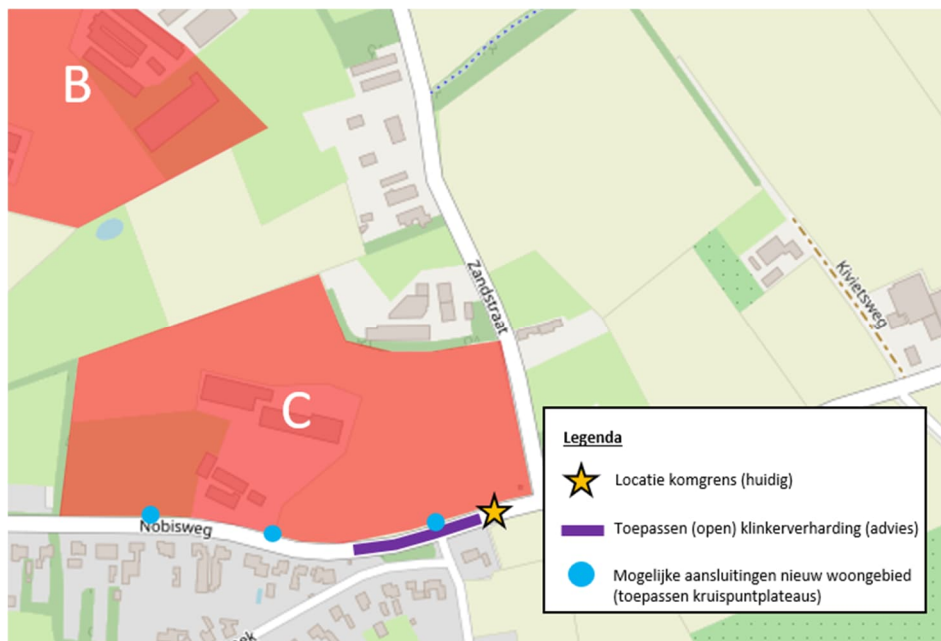 B
Zandstraat
Kivietsweg
C
Nobisweg
Legenda
Locatie komgrens (huidig)
Toepassen (open) klinkerverharding (advies)
Mogelijke aansluitingen nieuw woongebied
(toepassen kruispuntplateaus)